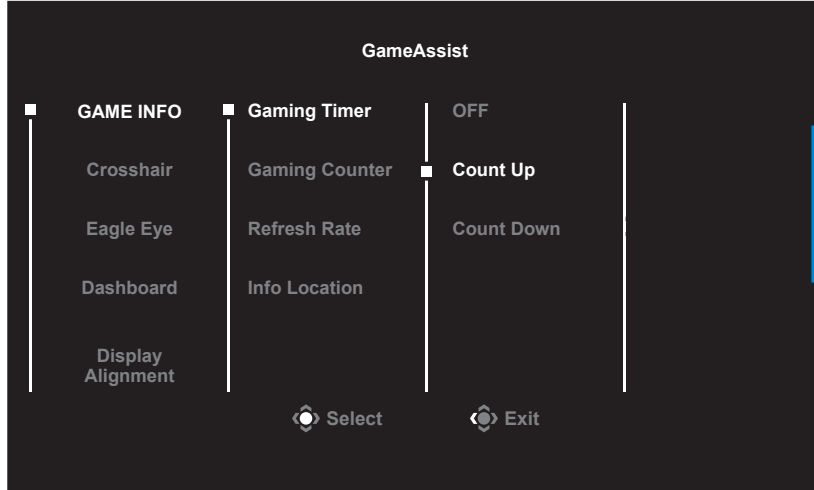 GameAssist
GAME INFO
Crosshair
Eagle Eye
Dashboard
Display
Alignment
Gaming Timer
Gaming Counter
Refresh Rate
Info Location
OFF
Count Up
Count Down
Select
Exit